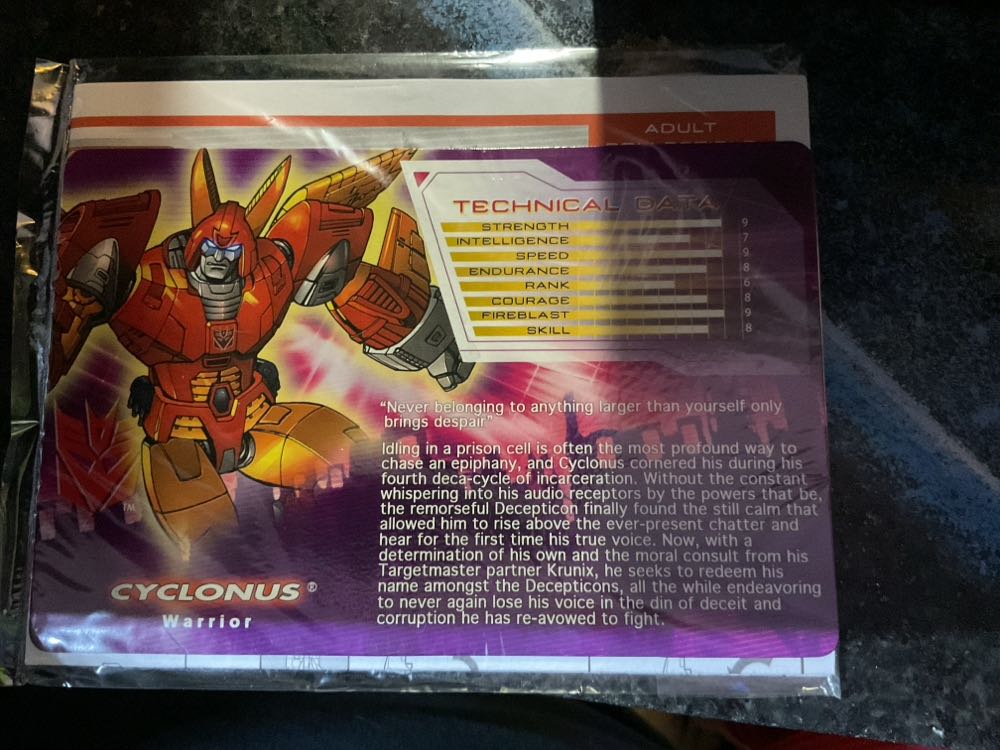 ADULT
TECHNICAL DATA
STRENGTH 9
INTELLIGENCE 7
SPEED 9
ENDURANCE 8
RANK 6
COURAGE 8
FIREBLAST 9
SKILL 8
“Never belonging to anything larger than yourself only
brings despair”
Idling in a prison cell is often the most profound way to
chase an epiphany, and Cyclonus cornered his during his
fourth deca-cycle of incarceration. Without the constant
whispering into his audio receptors by the powers that be,
the remorseful Decepticon finally found the still calm that
allowed him to rise above the ever-present chatter and
hear for the first time his true voice. Now, with a
determination of his own and the moral consult from his
Targetmaster partner Krunix, he seeks to redeem his
name amongst the Decepticons, all the while endeavoring
to never again lose his voice in the din of deceit and
corruption he has re-avowed to fight.
TM
CYCLONUS ®
Warrior